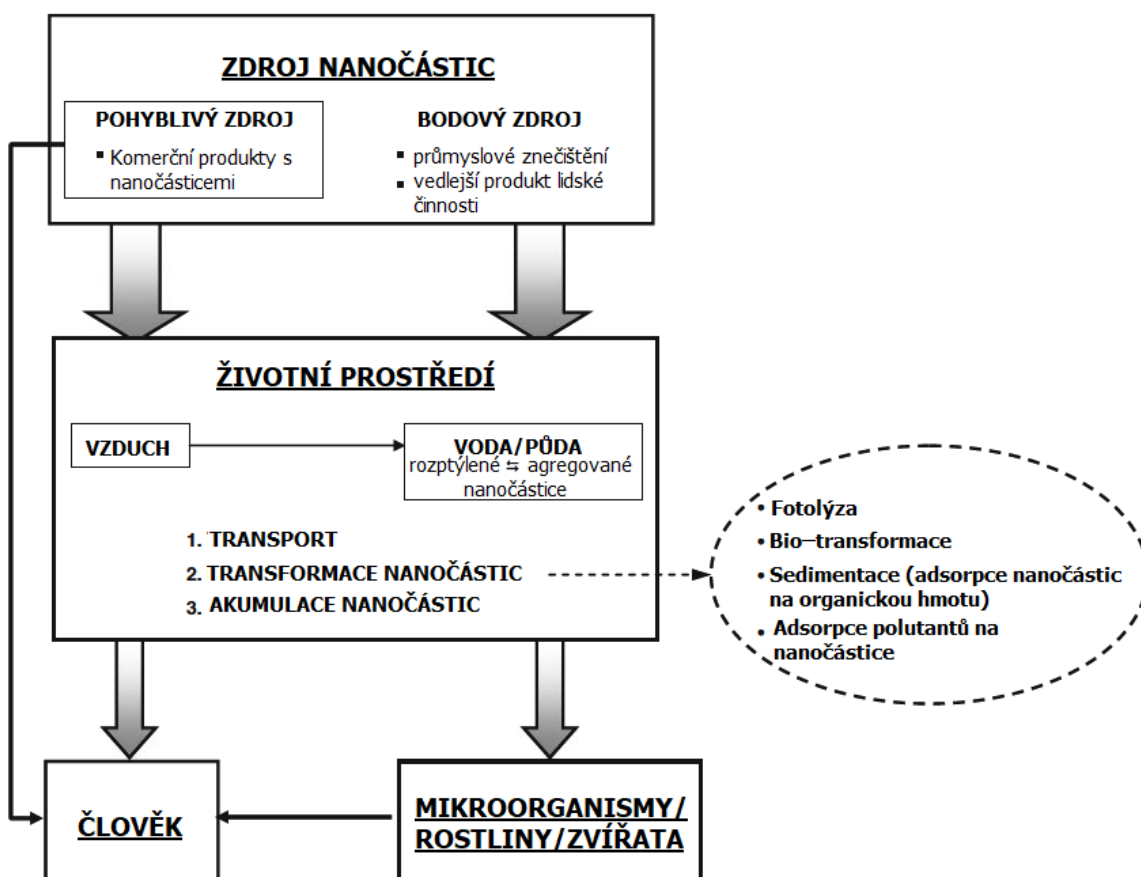 ZDROJ NANOČÁSTIC
POHYBLIVÝ ZDROJ
▪ Komerční produkty s
nanočásticemi
BODOVÝ ZDROJ
▪ průmyslové znečištění
▪ vedlejší produkt lidské
činnosti
ŽIVOTNÍ PROSTŘEDÍ
VZDUCH
VODA/PŮDA
rozptýlené ⇆ agregované
nanočástice
1. TRANSPORT
2. TRANSFORMACE NANOČÁSTIC
3. AKUMULACE NANOČÁSTIC
• Fotolýza
• Bio–transformace
• Sedimentace (adsorpce nanočástic
na organickou hmotu)
• Adsorpce polutantů na
nanočástice
ČLOVĚK
MIKROORGANISMY/
ROSTLINY/ZVÍŘATA